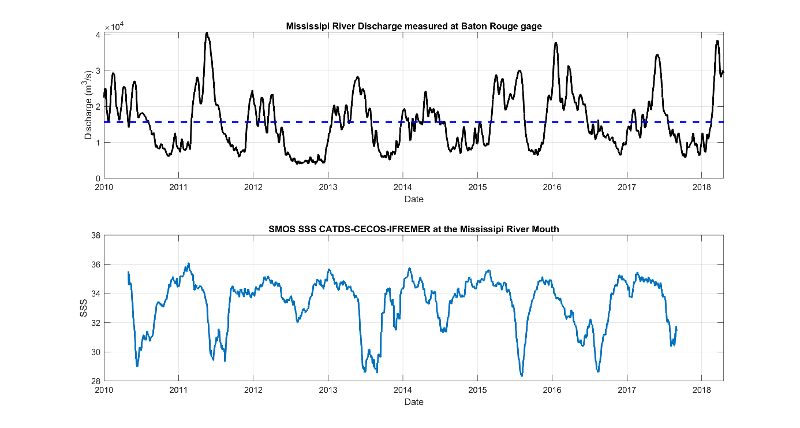 Mississipi River Discharge measured at Baton Rouge gage
×10⁴
4
3
2
1
0
Discharge (m³/s)
2010 2011 2012 2013 2014 2015 2016 2017 2018
Date
SMOS SSS CATDS-CECOS-IFREMER at the Mississipi River Mouth
38
36
34
32
30
28
SSS
2010 2011 2012 2013 2014 2015 2016 2017 2018
Date